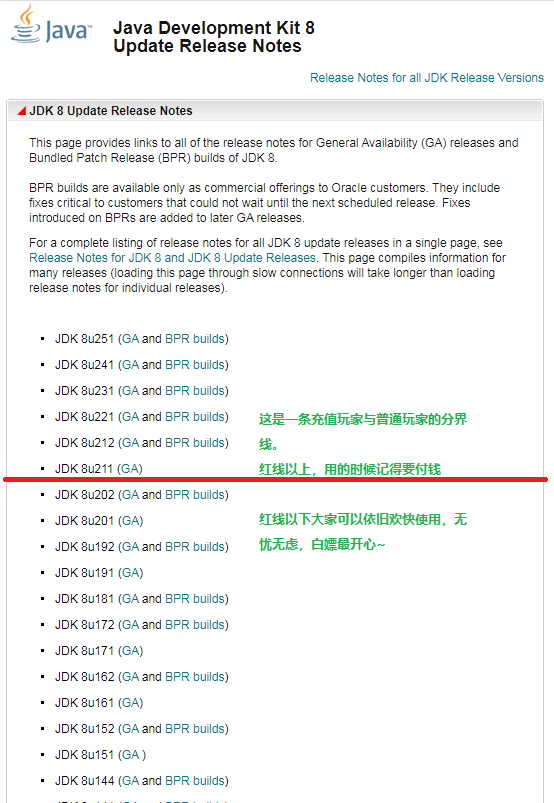 Java
Java Development Kit 8
Update Release Notes
Release Notes for all JDK Release Versions
JDK 8 Update Release Notes
This page provides links to all of the release notes for General Availability (GA) releases and
Bundled Patch Release (BPR) builds of JDK 8.
BPR builds are available only as commercial offerings to Oracle customers. They include
fixes critical to customers that could not wait until the next scheduled release. Fixes
introduced on BPRs are added to later GA releases.
For a complete listing of release notes for all JDK 8 update releases in a single page, see
Release Notes for JDK 8 and JDK 8 Update Releases. This page compiles information for
many releases (loading this page through slow connections will take longer than loading
release notes for individual releases).
JDK 8u251 (GA and BPR builds)
JDK 8u241 (GA and BPR builds)
JDK 8u231 (GA and BPR builds)
JDK 8u221 (GA and BPR builds)
这是一条充值玩家与普通玩家的分界
JDK 8u212 (GA and BPR builds)
线。
JDK 8u211 (GA)
红线以上，用的时候记得要付钱
JDK 8u202 (GA and BPR builds)
JDK 8u201 (GA)
红线以下大家可以依旧欢快使用，无
JDK 8u192 (GA and BPR builds)
忧无虑，白嫖最开心~
JDK 8u191 (GA)
JDK 8u181 (GA and BPR builds)
JDK 8u172 (GA and BPR builds)
JDK 8u171 (GA)
JDK 8u162 (GA and BPR builds)
JDK 8u161 (GA)
JDK 8u152 (GA and BPR builds)
JDK 8u151 (GA )
JDK 8u144 (GA and BPR builds)